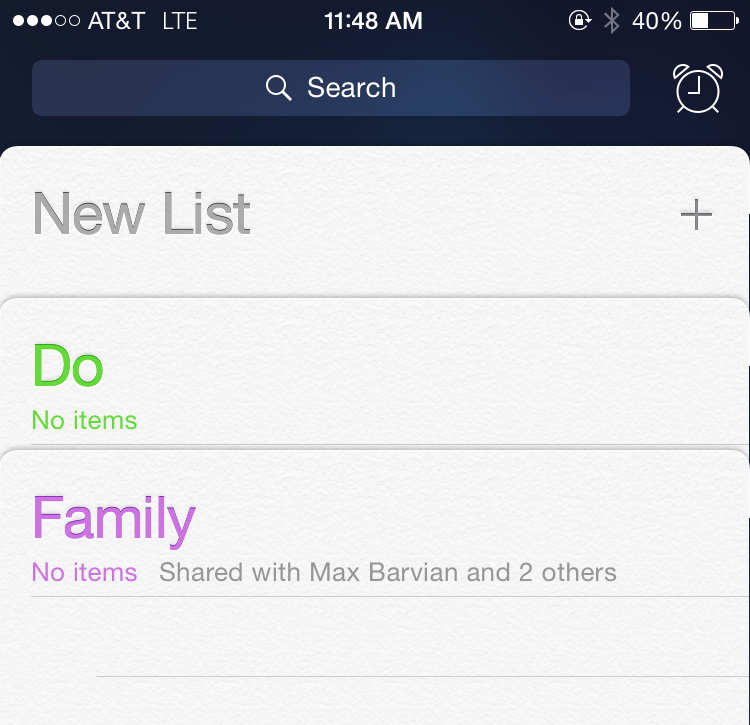 AT&T LTE 11:48 AM 40%
Search
New List
Do
No items
Family
No items Shared with Max Barvian and 2 others